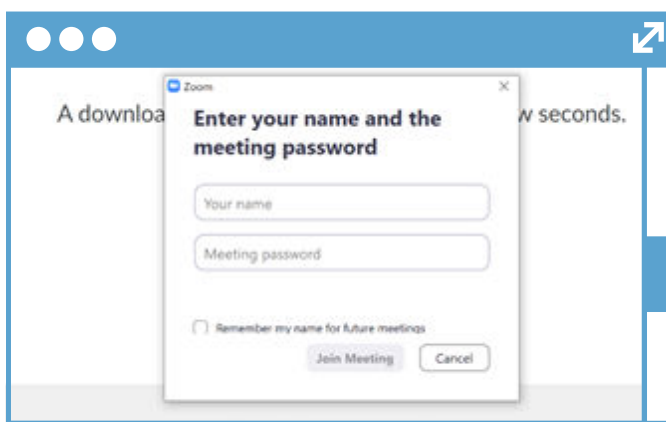 Zoom
A downloa
w seconds.
Enter your name and the
meeting password
Your name
Meeting password
Remember my name for future meetings
Join Meeting
Cancel